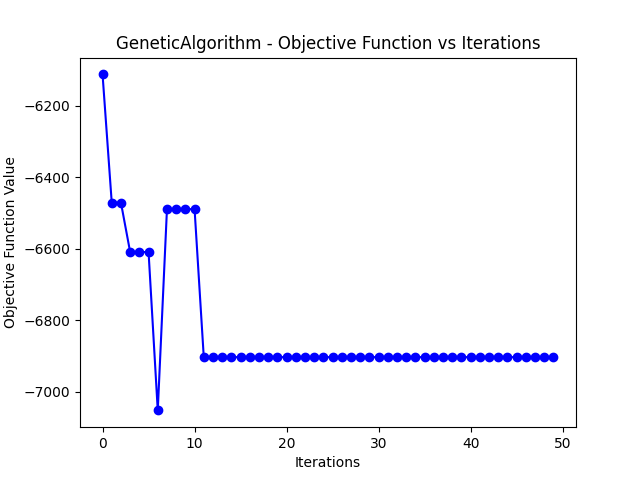 GeneticAlgorithm - Objective Function vs Iterations
Objective Function Value
−6200
−6400
−6600
−6800
−7000
0 10 20 30 40 50
Iterations